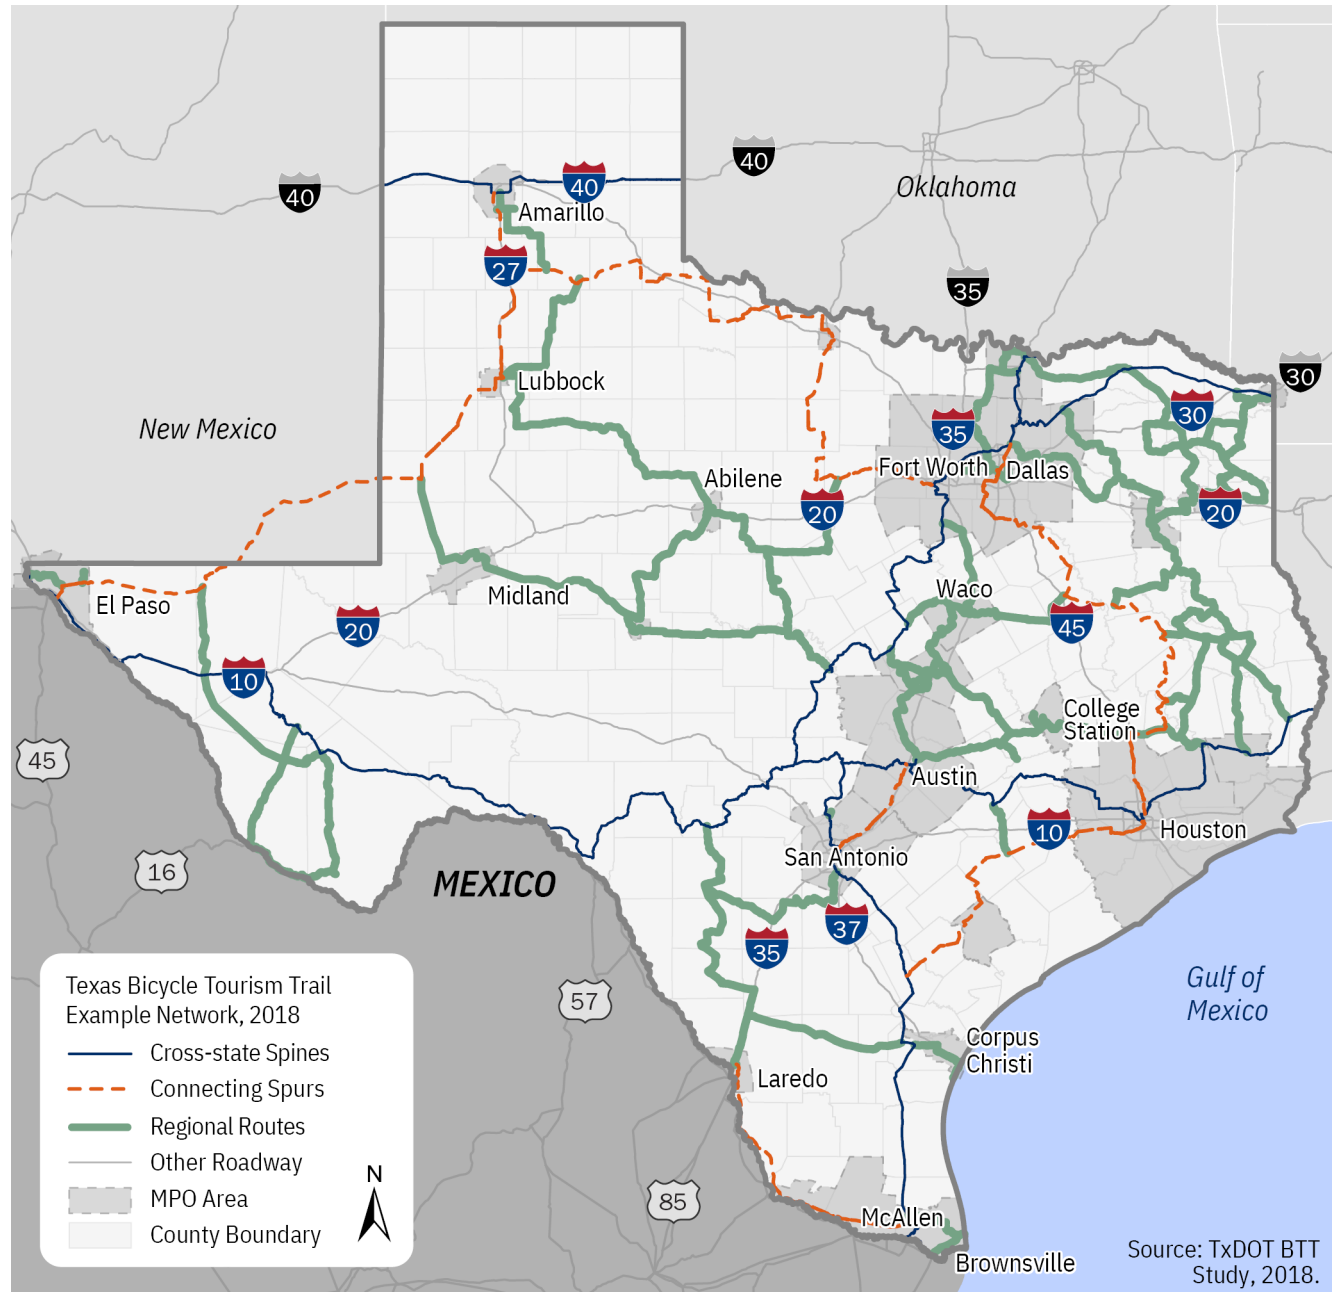 40
40
Oklahoma
40
Amarillo
27
35
30
Lubbock
New Mexico
30
35
Abilene
Fort Worth
Dallas
20
20
El Paso
Midland
Waco
20
45
10
College
Station
45
Austin
10
Houston
San Antonio
16
MEXICO
37
35
Gulf of
Mexico
57
Corpus
Christi
Laredo
85
McAllen
Brownsville
Texas Bicycle Tourism Trail
Example Network, 2018
Cross-state Spines
Connecting Spurs
Regional Routes
Other Roadway
MPO Area
County Boundary
N
Source: TxDOT BTT
Study, 2018.